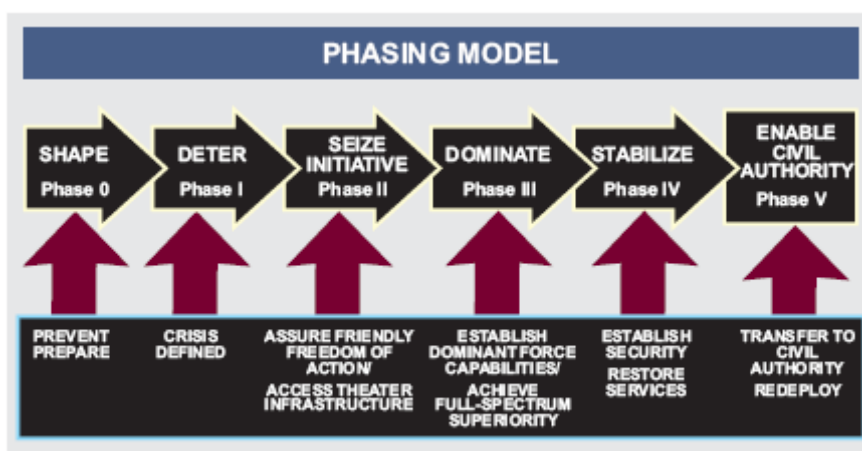 PHASING MODEL
SHAPE
Phase 0
DETER
Phase I
SEIZE
INITIATIVE
Phase II
DOMINATE
Phase III
STABILIZE
Phase IV
ENABLE
CIVIL
AUTHORITY
Phase V
PREVENT
PREPARE
CRISIS
DEFINED
ASSURE FRIENDLY
FREEDOM OF
ACTION/
ACCESS THEATER
INFRASTRUCTURE
ESTABLISH
DOMINANT FORCE
CAPABILITIES/
ACHIEVE
FULL-SPECTRUM
SUPERIORITY
ESTABLISH
SECURITY
RESTORE
SERVICES
TRANSFER TO
CIVIL
AUTHORITY
REDEPLOY